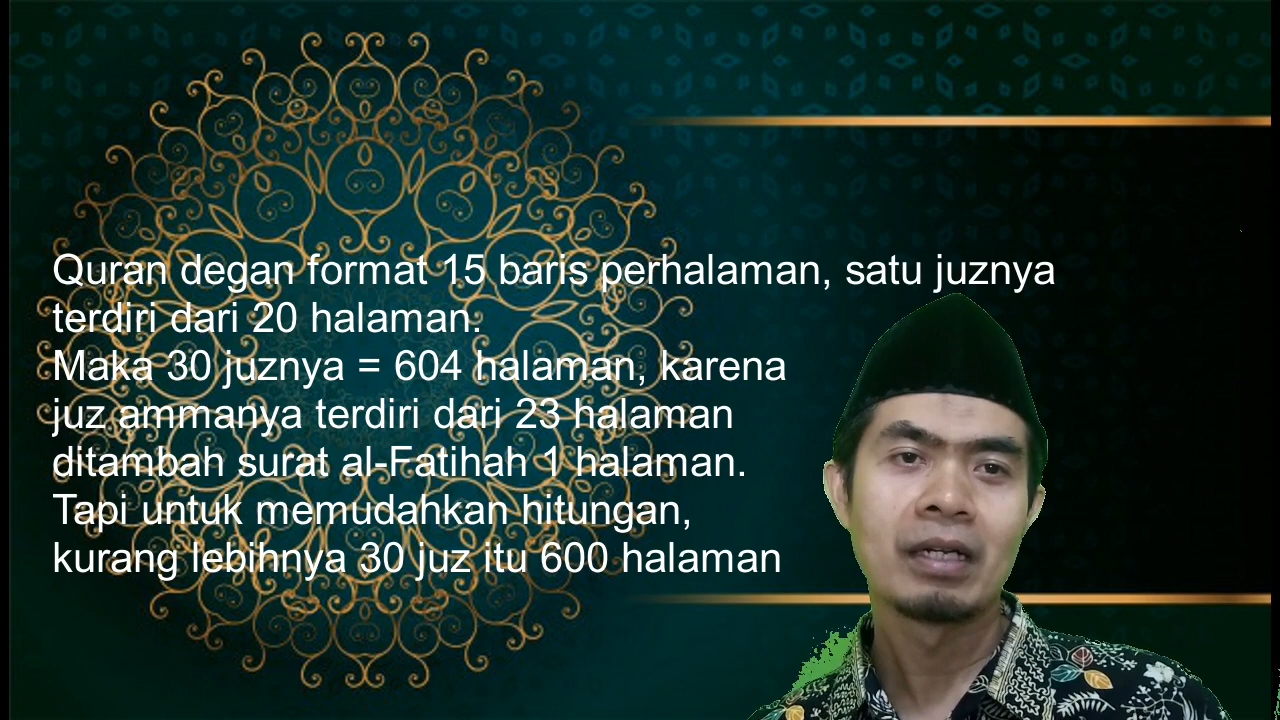 Quran degan format 15 baris perhalaman, satu juznya
terdiri dari 20 halaman.
Maka 30 juznya = 604 halaman, karena
juz ammanya terdiri dari 23 halaman
ditambah surat al-Fatihah 1 halaman.
Tapi untuk memudahkan hitungan,
kurang lebihnya 30 juz itu 600 halaman